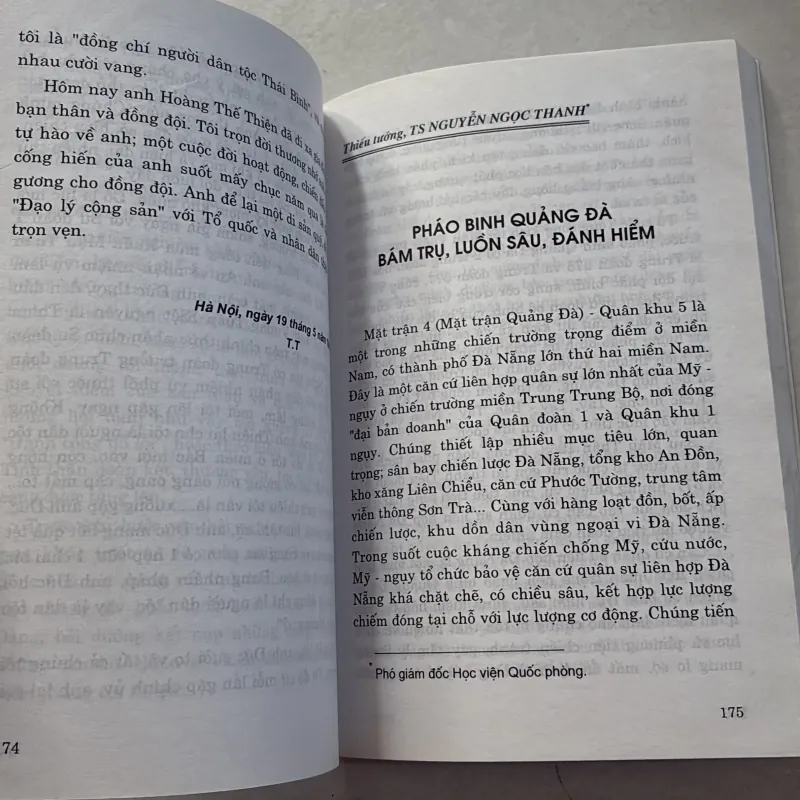 tôi là "đồng chí người dân tộc Thái Bình",
nhau cười vang.
Hôm nay anh Hoàng Thế Thiện đã đi xa,
bạn thân và đồng đội. Tôi trọn đời thương nhớ
tự hào về anh; một cuộc đời hoạt động, chiến
cống hiến của anh suốt mấy chục năm qua là
gương cho đồng đội. Anh để lại một di sản quý
"Đạo lý cộng sản" với Tổ quốc và nhân dân
trọn vẹn.
Hà Nội, ngày 19 tháng 5 năm
T.T
74
Thiếu tướng, TS NGUYỄN NGỌC THANH*
PHÁO BINH QUẢNG ĐÀ
BÁM TRỤ, LUỒN SÂU, ĐÁNH HIỂM
Mặt trận 4 (Mặt trận Quảng Đà) - Quân khu 5 là
một trong những chiến trường trọng điểm ở miền
Nam, có thành phố Đà Nẵng lớn thứ hai miền Nam.
Đây là một căn cứ liên hợp quân sự lớn nhất của Mỹ -
ngụy ở chiến trường miền Trung Trung Bộ, nơi đóng
"đại bản doanh" của Quân đoàn 1 và Quân khu 1
ngụy. Chúng thiết lập nhiều mục tiêu lớn, quan
trọng; sân bay chiến lược Đà Nẵng, tổng kho An Đồn,
kho xăng Liên Chiểu, căn cứ Phước Tường, trung tâm
viễn thông Sơn Trà... Cùng với hàng loạt đồn, bốt, ấp
chiến lược, khu dồn dân vùng ngoại vi Đà Nẵng.
Trong suốt cuộc kháng chiến chống Mỹ, cứu nước,
Mỹ - ngụy tổ chức bảo vệ căn cứ quân sự liên hợp Đà
Nẵng khá chặt chẽ, có chiều sâu, kết hợp lực lượng
chiếm đóng tại chỗ với lực lượng cơ động. Chúng tiến
* Phó giám đốc Học viện Quốc phòng.
175